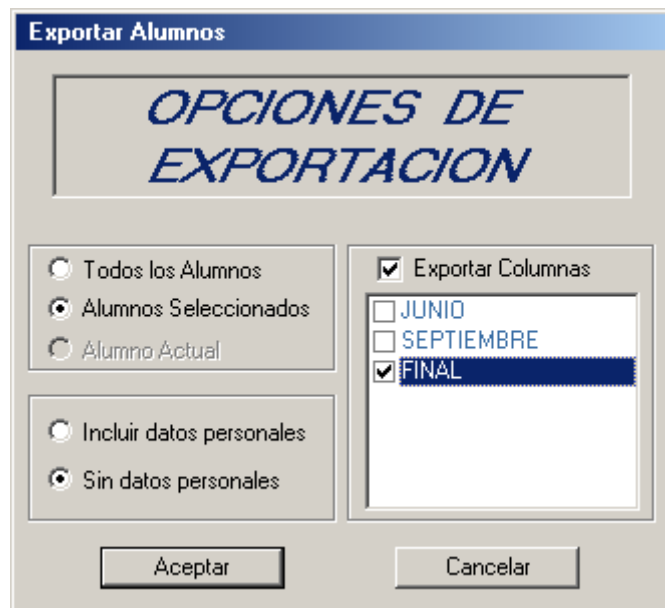 Exportar Alumnos
OPCIONES DE
EXPORTACION
Todos los Alumnos
Alumnos Seleccionados
Alumno Actual
Incluir datos personales
Sin datos personales
Exportar Columnas
JUNIO
SEPTIEMBRE
FINAL
Aceptar
Cancelar